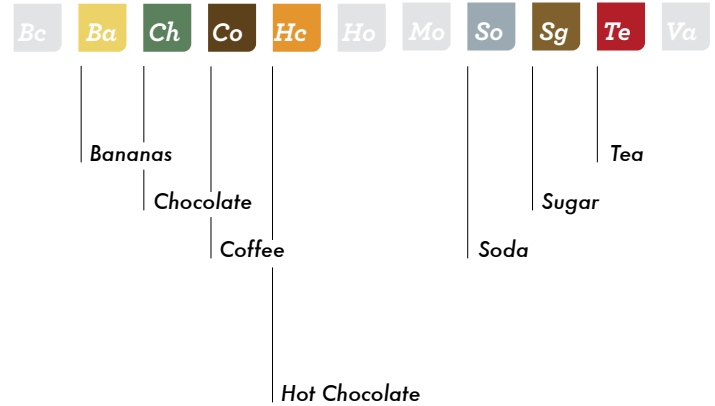 Bc Ba Ch Co Hc Ho Mo So Sg Te Va
Bananas Tea
Chocolate Sugar
Coffee Soda
Hot Chocolate